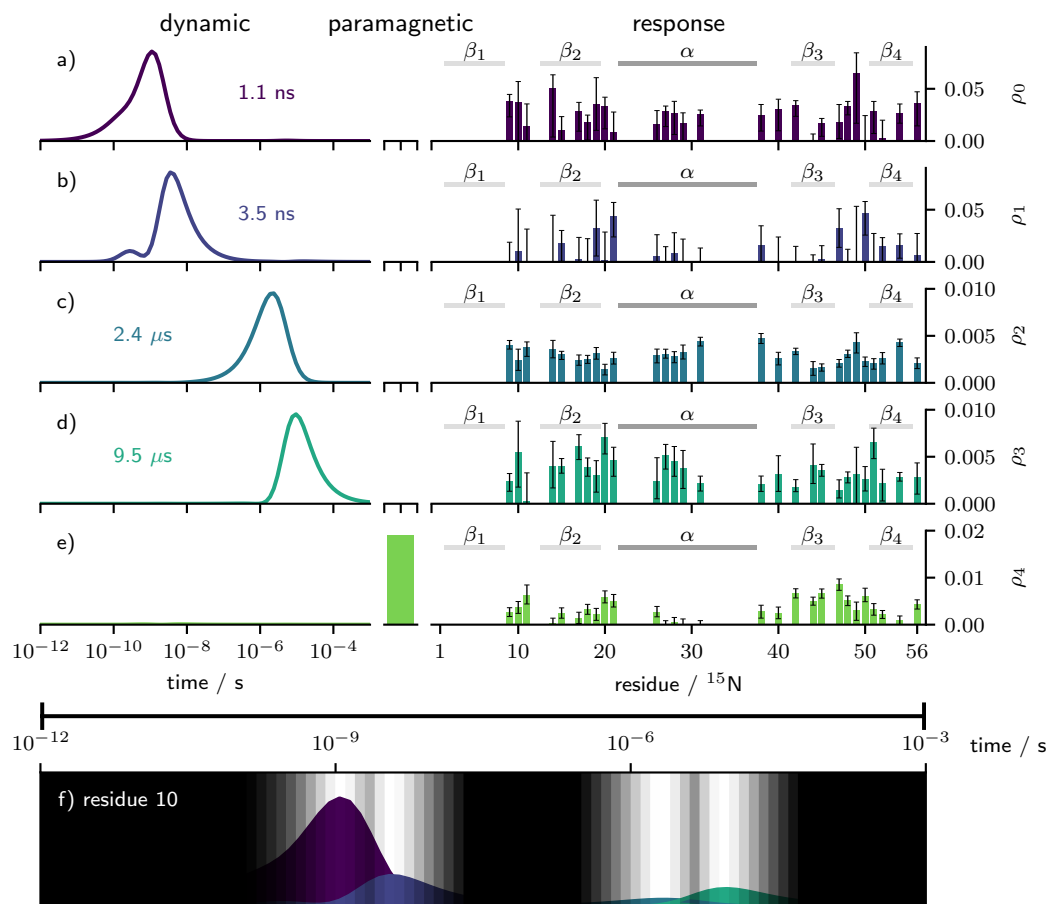 dynamic paramagnetic response
a) 1.1 ns β1 β2 α β3 β4 0.05 0.00 ρ0
b) 3.5 ns β1 β2 α β3 β4 0.05 0.00 ρ1
c) 2.4 μs β1 β2 α β3 β4 0.010 0.005 0.000 ρ2
d) 9.5 μs β1 β2 α β3 β4 0.010 0.005 0.000 ρ3
e) β1 β2 α β3 β4 0.02 0.01 0.00 ρ4
10⁻¹² 10⁻¹⁰ 10⁻⁸ 10⁻⁶ 10⁻⁴ 1 10 20 30 40 50 56
time / s residue / ¹⁵N
10⁻¹² 10⁻⁹ 10⁻⁶ 10⁻³ time / s
f) residue 10